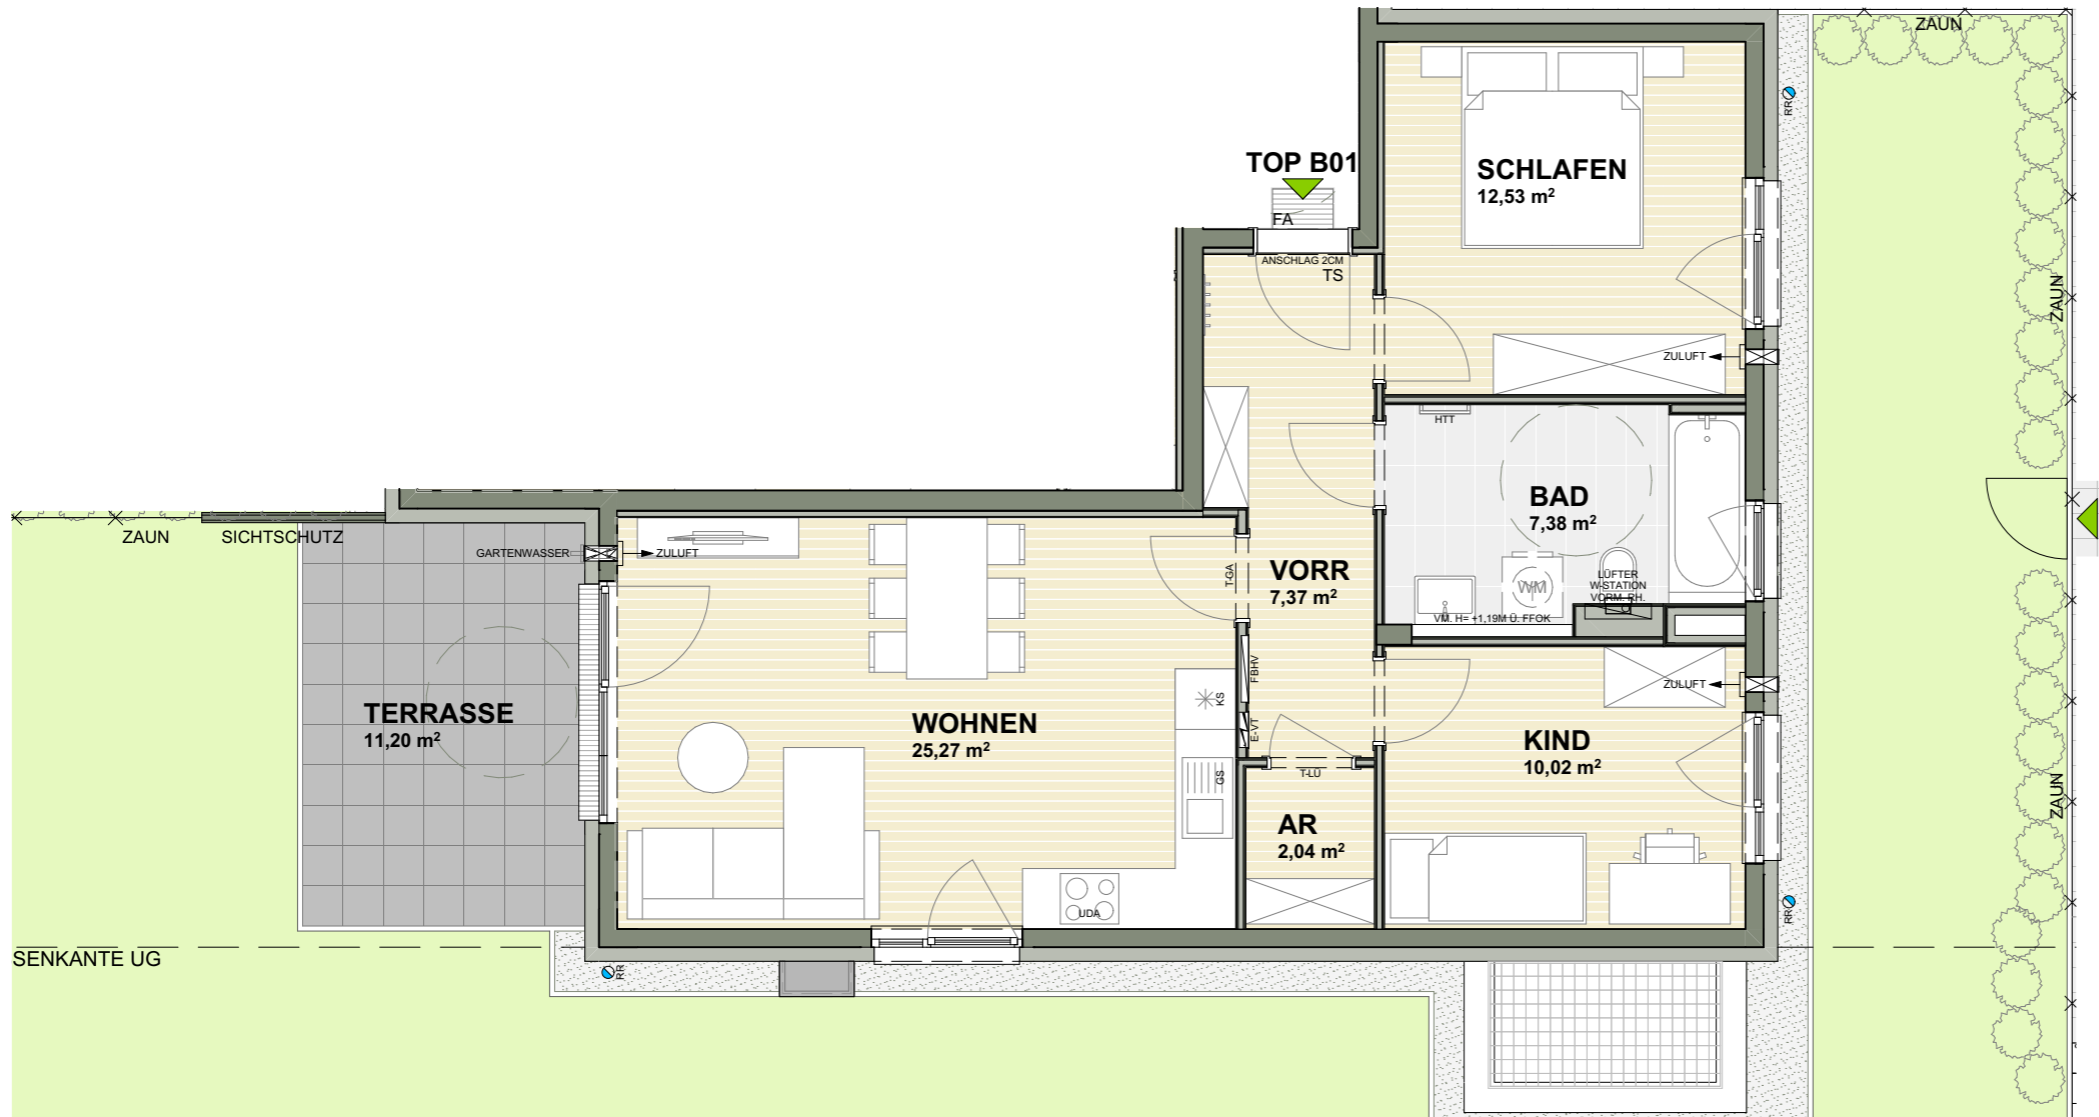 ZAUN
RR
TOP B01
SCHLAFEN
12,53 m²
FA
ANSCHLAG 2CM
TS
ZAUN
ZULUFT
HTT
BAD
7,38 m²
ZAUN
SICHTSCHUTZ
GARTENWASSER
ZULUFT
T-GA
VORR
7,37 m²
WM
LÜFTER
W-STATION
VORM. RH.
VM. H= +1,19M Ü. FFOK
FBHV
KS
E-VT
ZULUFT
TERRASSE
11,20 m²
WOHNEN
25,27 m²
KIND
10,02 m²
GS
T-LÜ
ZAUN
AR
2,04 m²
UDA
RR
SENKANTE UG
RR